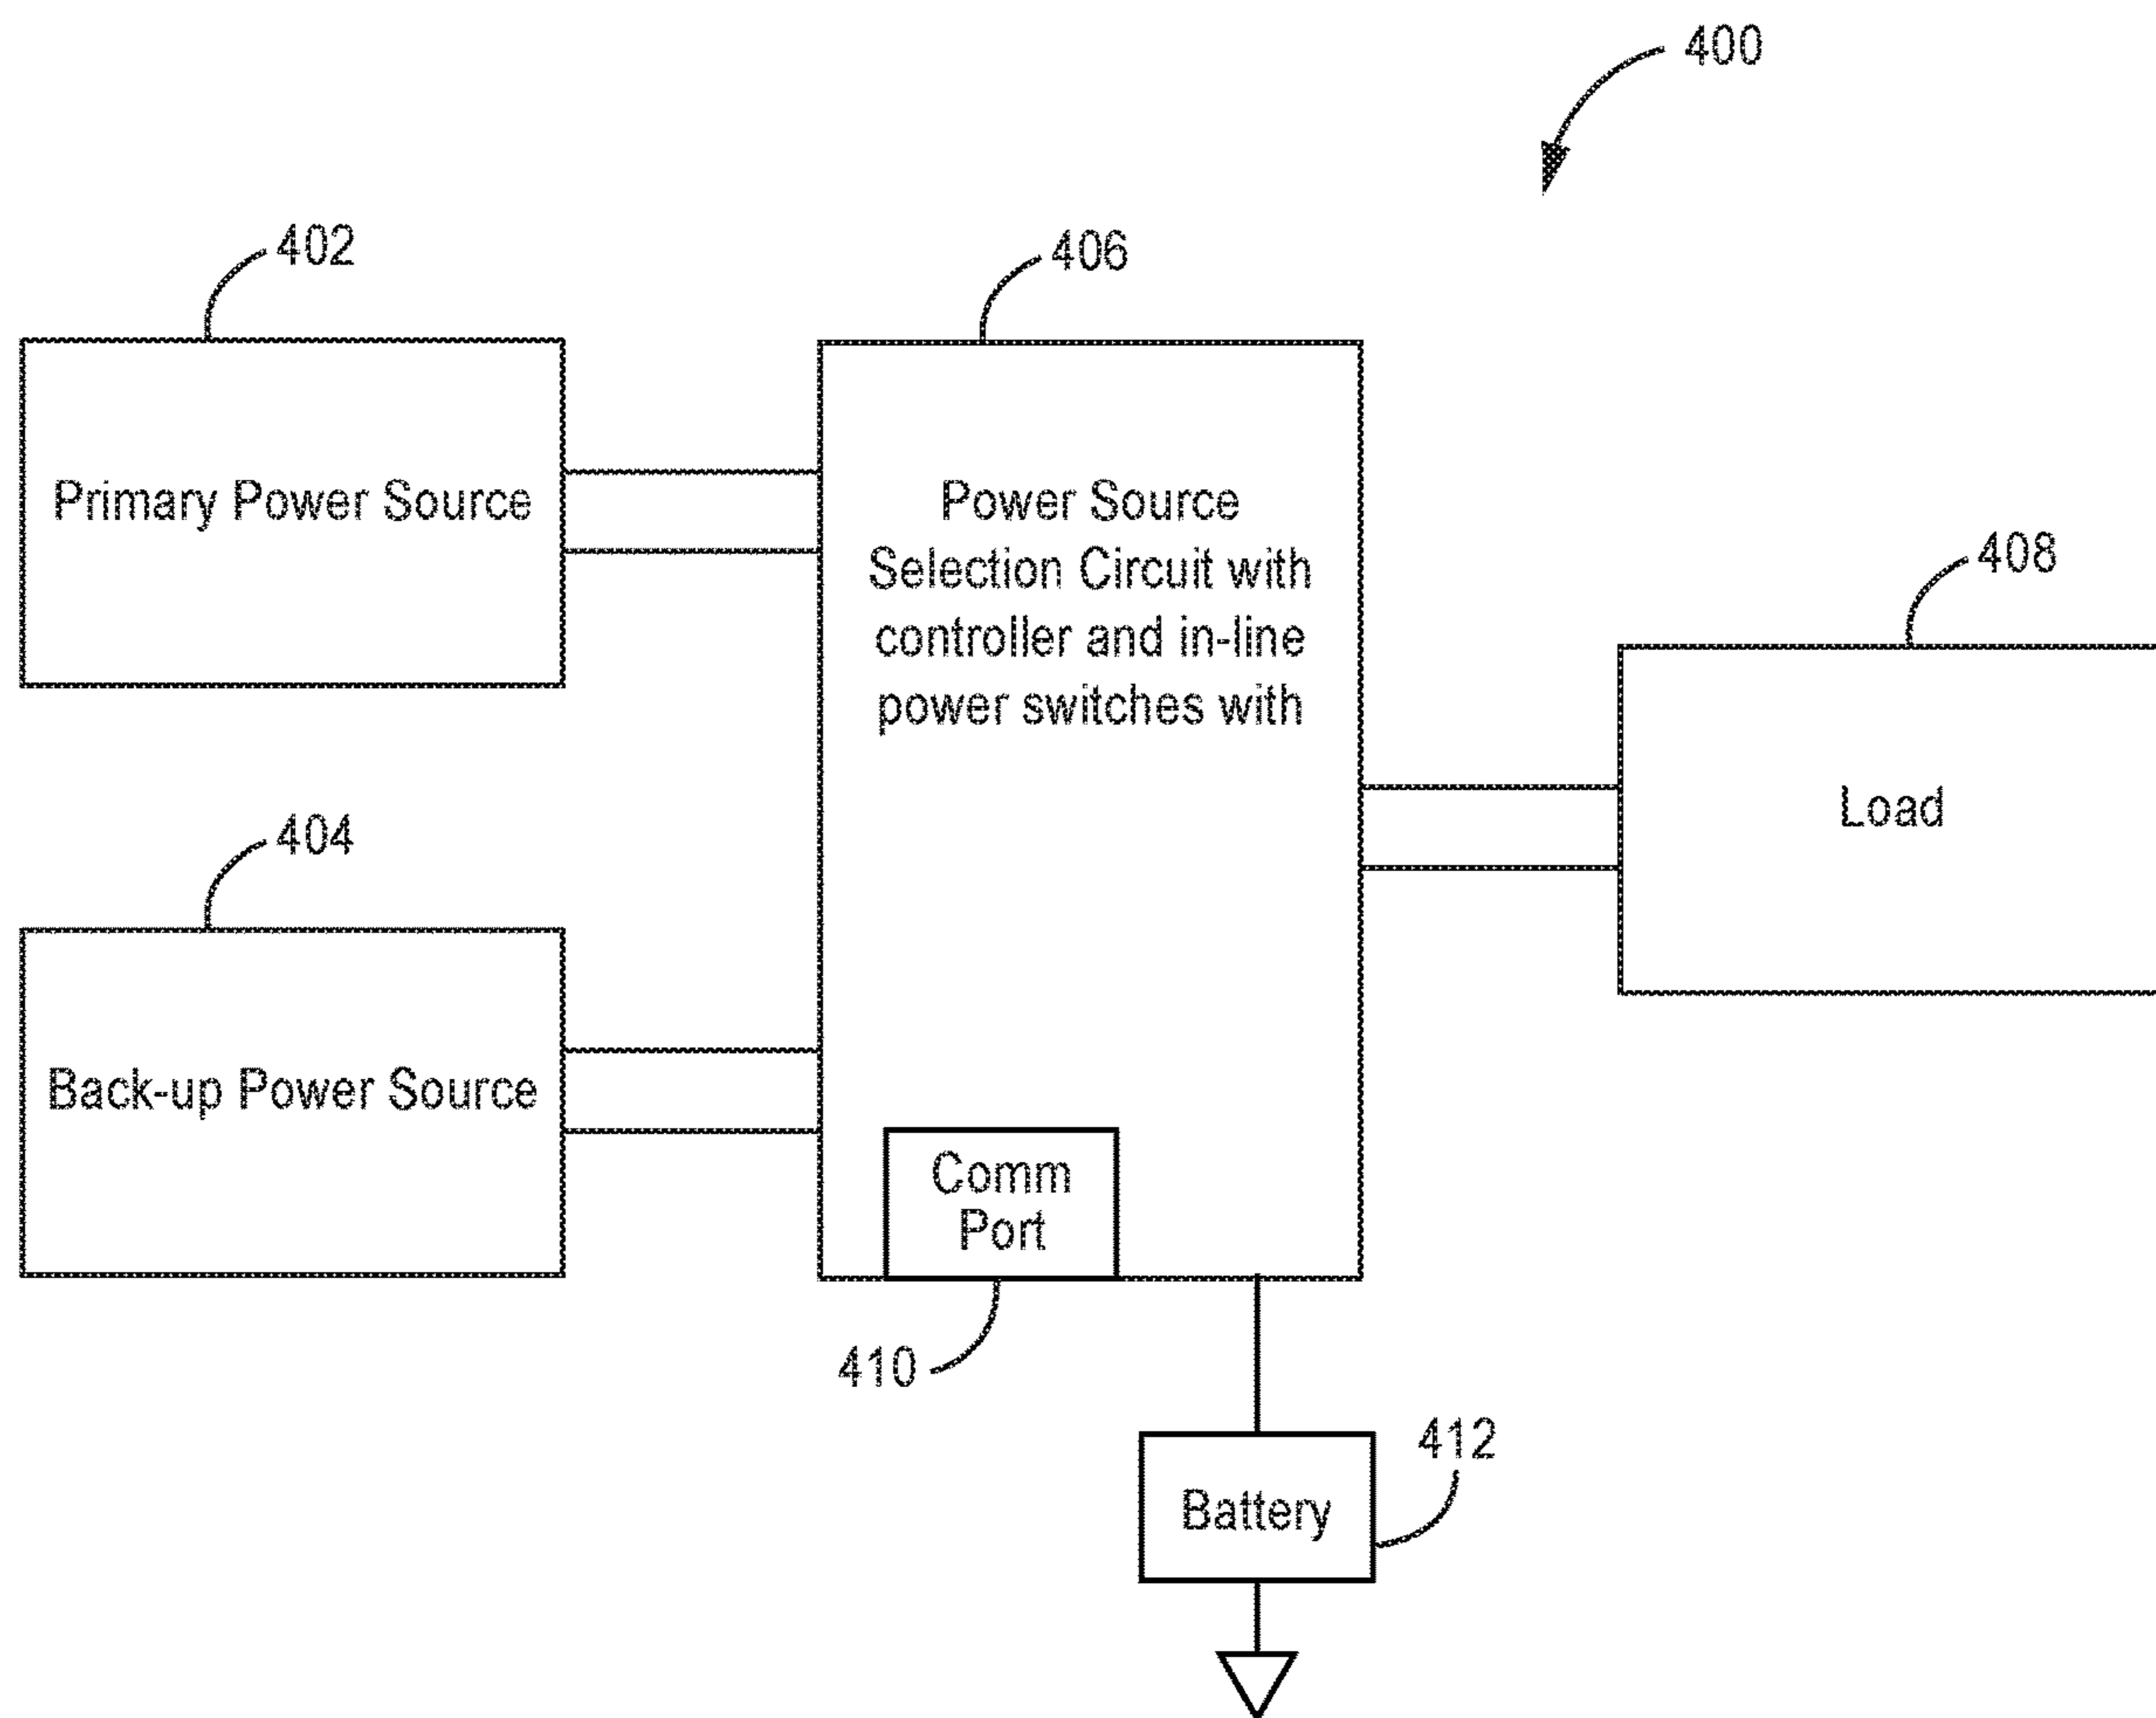 400
402
406
Primary Power Source
Power Source
Selection Circuit with
controller and in-line
power switches with
408
Load
404
Back-up Power Source
Comm
Port
410
412
Battery